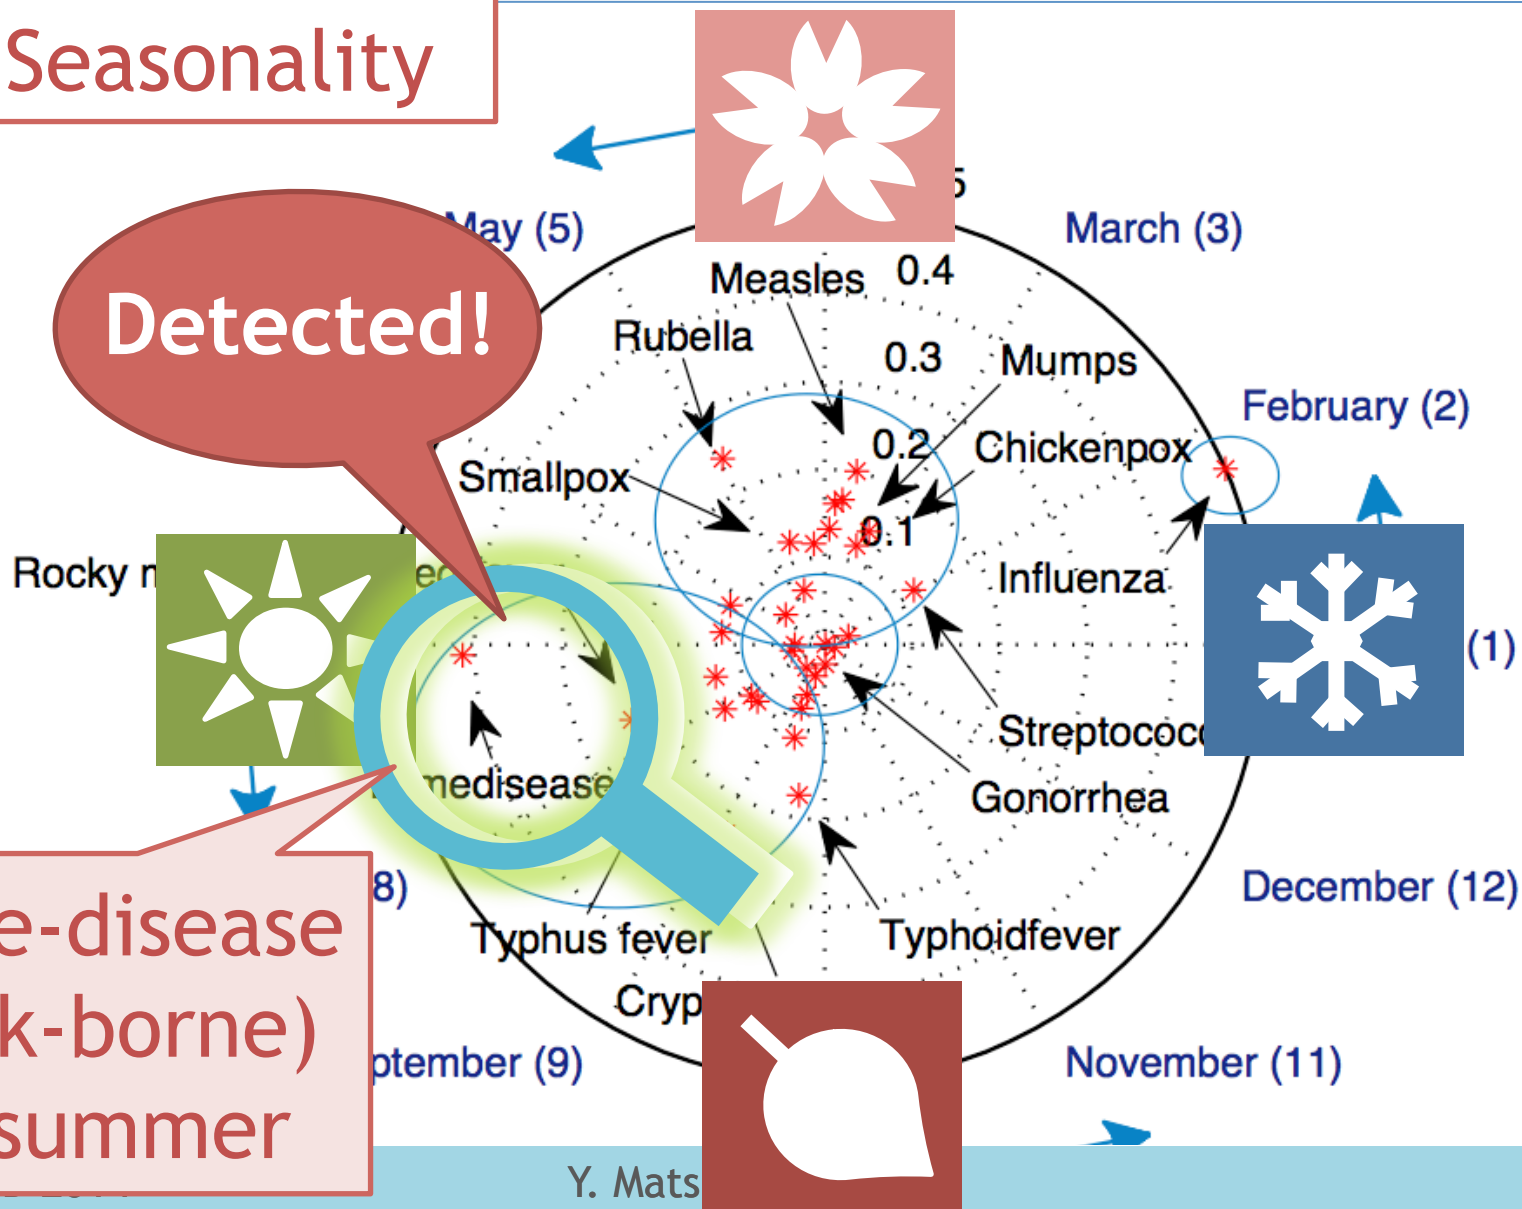 Seasonality
5
May (5)
March (3)
Measles
0.4
Detected!
Rubella
0.3
Mumps
February (2)
0.2
Chickenpox
Smallpox
0.1
Rocky
Influenza
(1)
Streptococ
medisease
Gonorrhea
8)
December (12)
e-disease
Typhus fever
Typhoidfever
k-borne)
Cryp
ptember (9)
November (11)
summer
Y. Mats